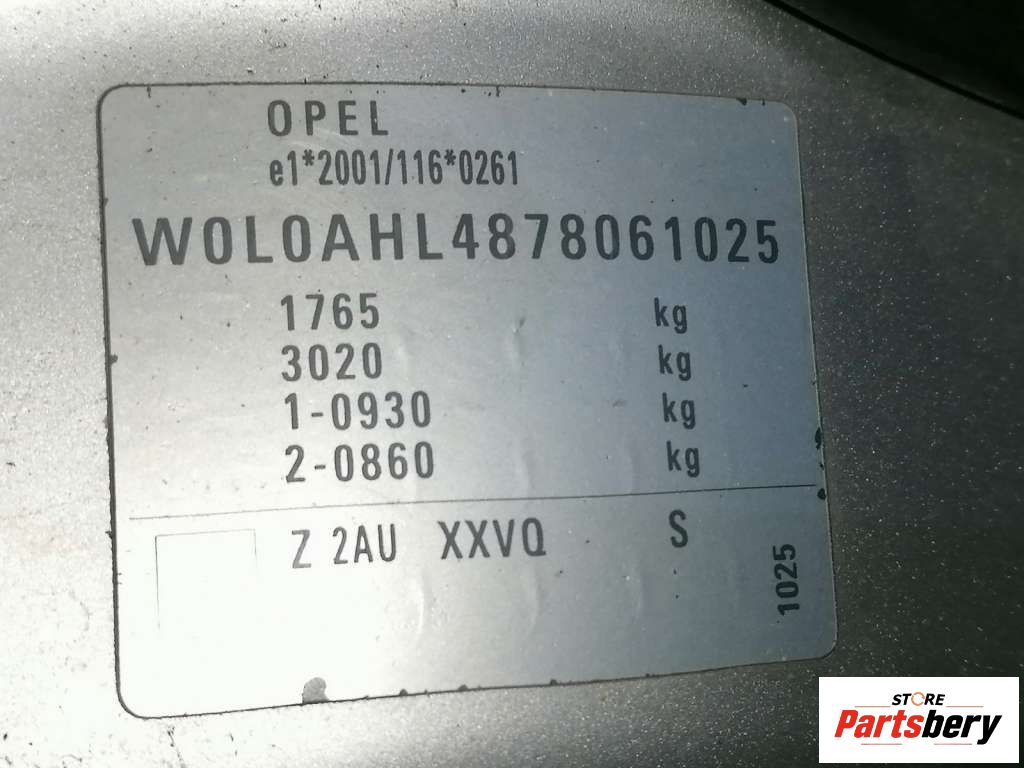 OPEL
e1*2001/116*0261
W0L0AHL4878061025
1765 kg
3020 kg
1-0930 kg
2-0860 kg
Z 2AU XXVQ S
1025
STORE
Partsbery